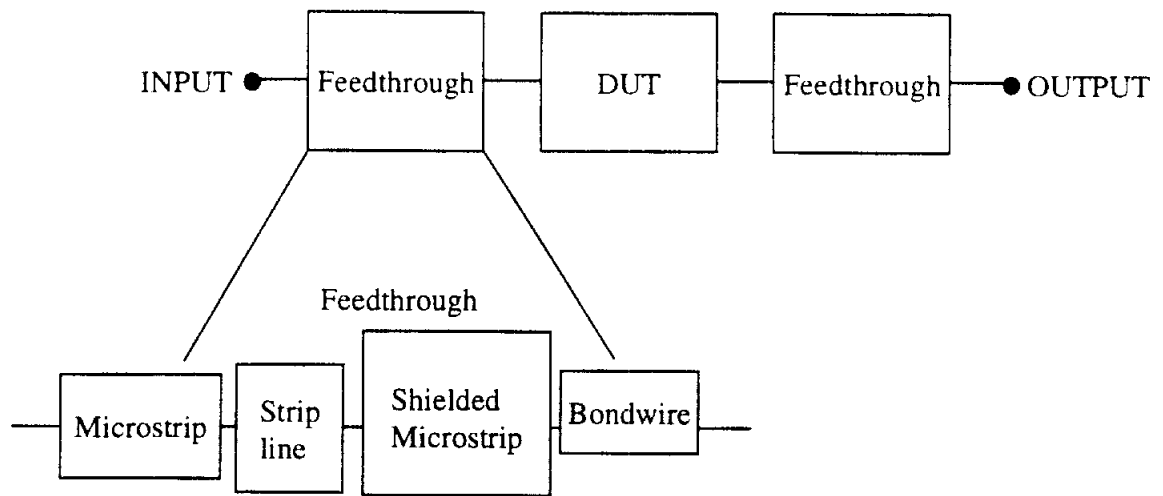 INPUT
Feedthrough
DUT
Feedthrough
OUTPUT
Feedthrough
Microstrip
Strip
line
Shielded
Microstrip
Bondwire